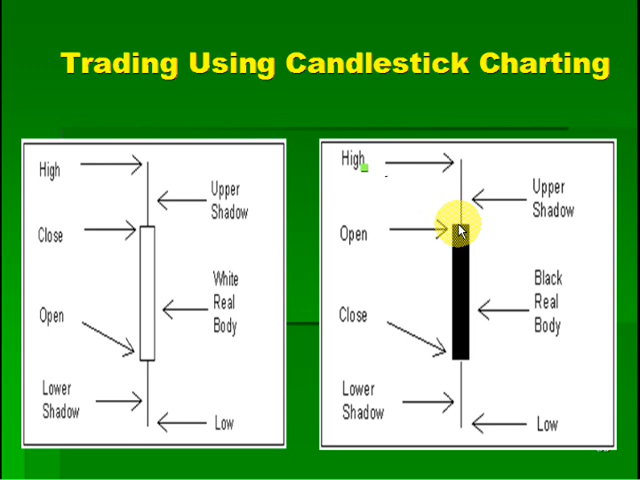 Trading Using Candlestick Charting
High
Upper
Shadow
Close
White
Real
Body
Open
Lower
Shadow
Low
High
Upper
Shadow
Open
Black
Real
Body
Close
Lower
Shadow
Low